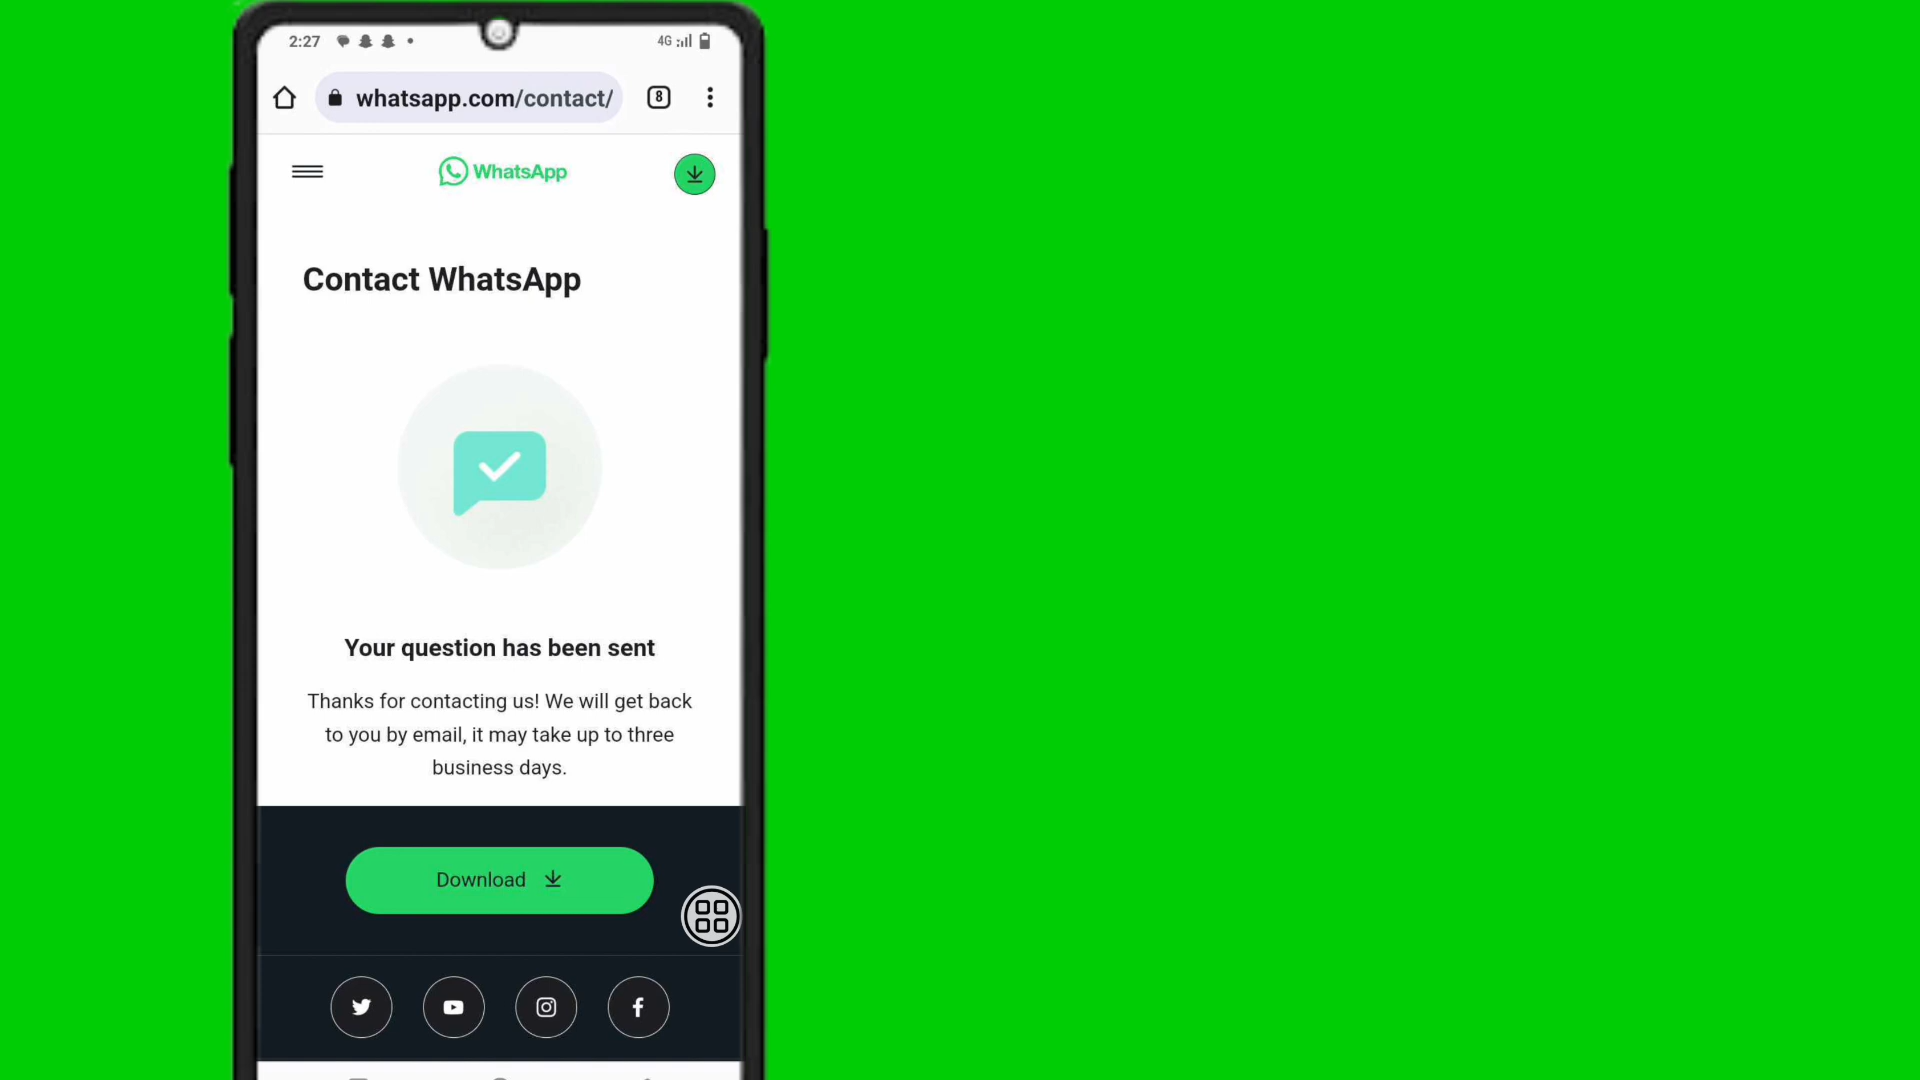 2:27
4G
whatsapp.com/contact/
8
WhatsApp
Contact WhatsApp
Your question has been sent
Thanks for contacting us! We will get back
to you by email, it may take up to three
business days.
Download